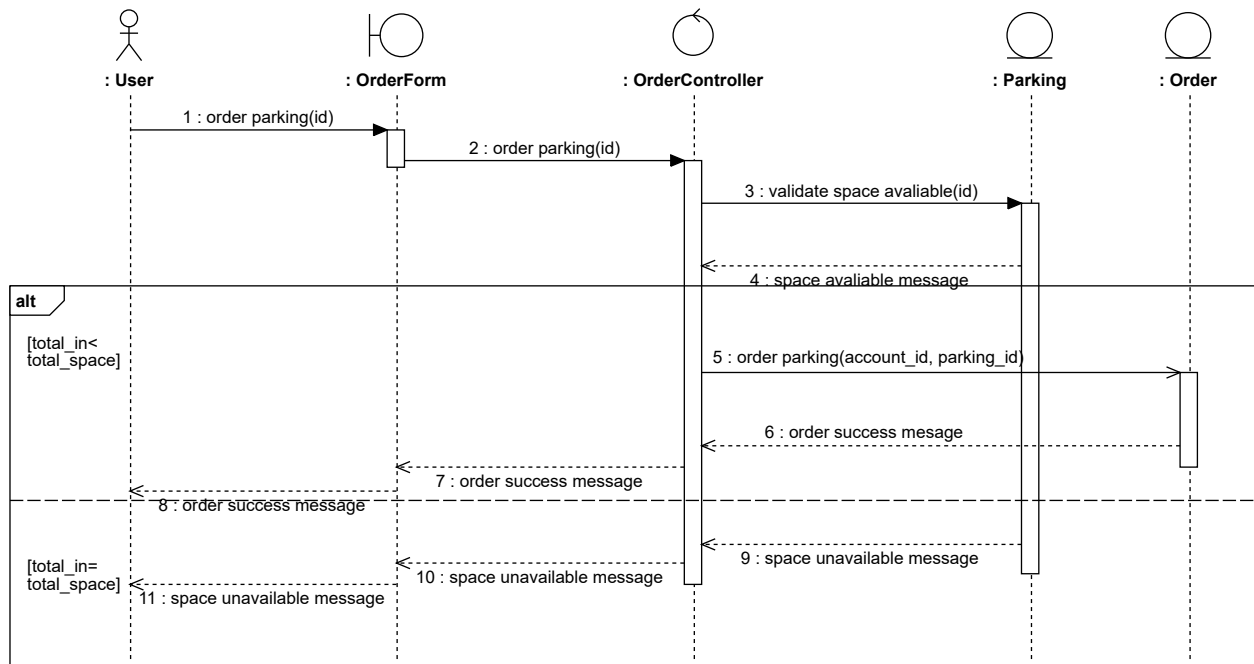 : User
: OrderForm
: OrderController
: Parking
: Order
1 : order parking(id)
2 : order parking(id)
3 : validate space avaliable(id)
4 : space avaliable message
alt
[total_in<
total_space]
5 : order parking(account_id, parking_id)
6 : order success mesage
7 : order success message
8 : order success message
[total_in=
total_space]
9 : space unavailable message
10 : space unavailable message
11 : space unavailable message